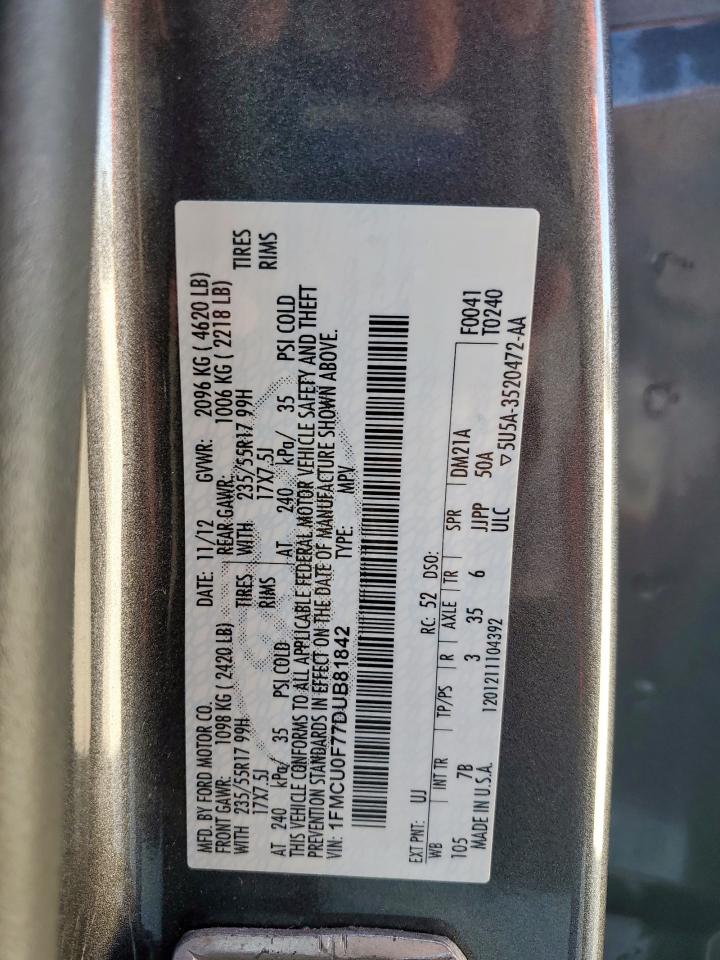 MFD. BY FORD MOTOR CO. DATE: 11/12 GVWR: 2096 KG ( 4620 LB)
FRONT GAWR: 1098 KG ( 2420 LB) REAR GAWR: 1006 KG ( 2218 LB)
WITH 235/55R17 99H TIRES WITH 235/55R17 99H TIRES
17X7.5J RIMS 17X7.5J RIMS
AT 240 kPa/ 35 PSI COLD AT 240 kPa/ 35 PSI COLD
THIS VEHICLE CONFORMS TO ALL APPLICABLE FEDERAL MOTOR VEHICLE SAFETY AND THEFT
PREVENTION STANDARDS IN EFFECT ON THE DATE OF MANUFACTURE SHOWN ABOVE.
VIN: 1FMCU0F77DUB81842 TYPE: MPV
EXT PNT: UJ RC: 52 DSO: F0041
WB INT TR TP/PS R AXLE TR SPR DM21A T0240
105 7B 3 35 6 JJPP 50A
MADE IN U.S.A. 1201211104392 ULC ▽5U5A-3520472-AA